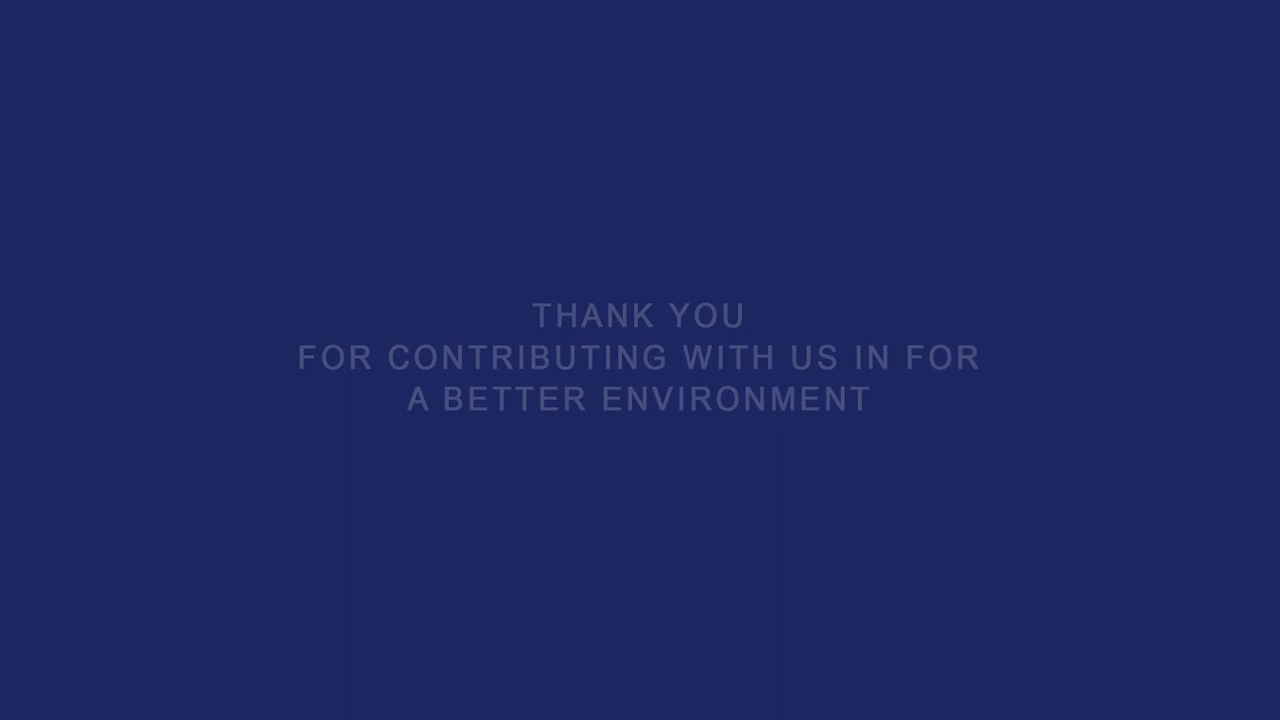 THANK YOU
FOR CONTRIBUTING WITH US IN FOR
A BETTER ENVIRONMENT